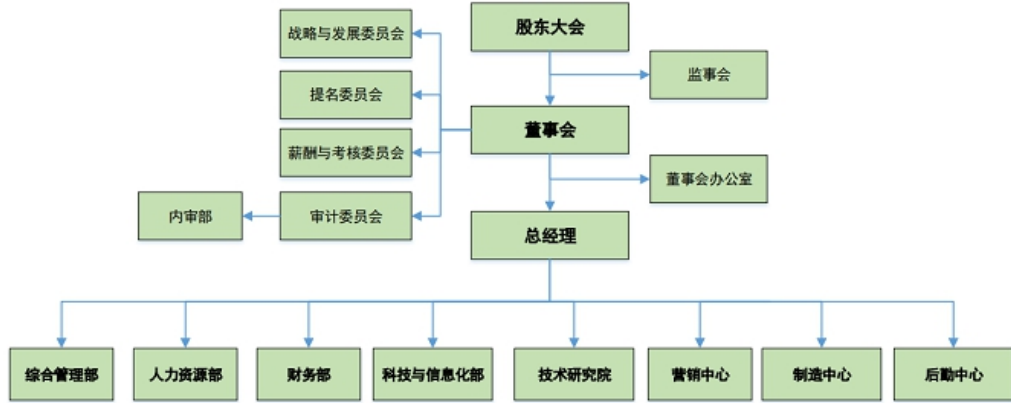 股东大会
战略与发展委员会
监事会
提名委员会
董事会
薪酬与考核委员会
董事会办公室
内审部
审计委员会
总经理
综合管理部
人力资源部
财务部
科技与信息化部
技术研究院
营销中心
制造中心
后勤中心